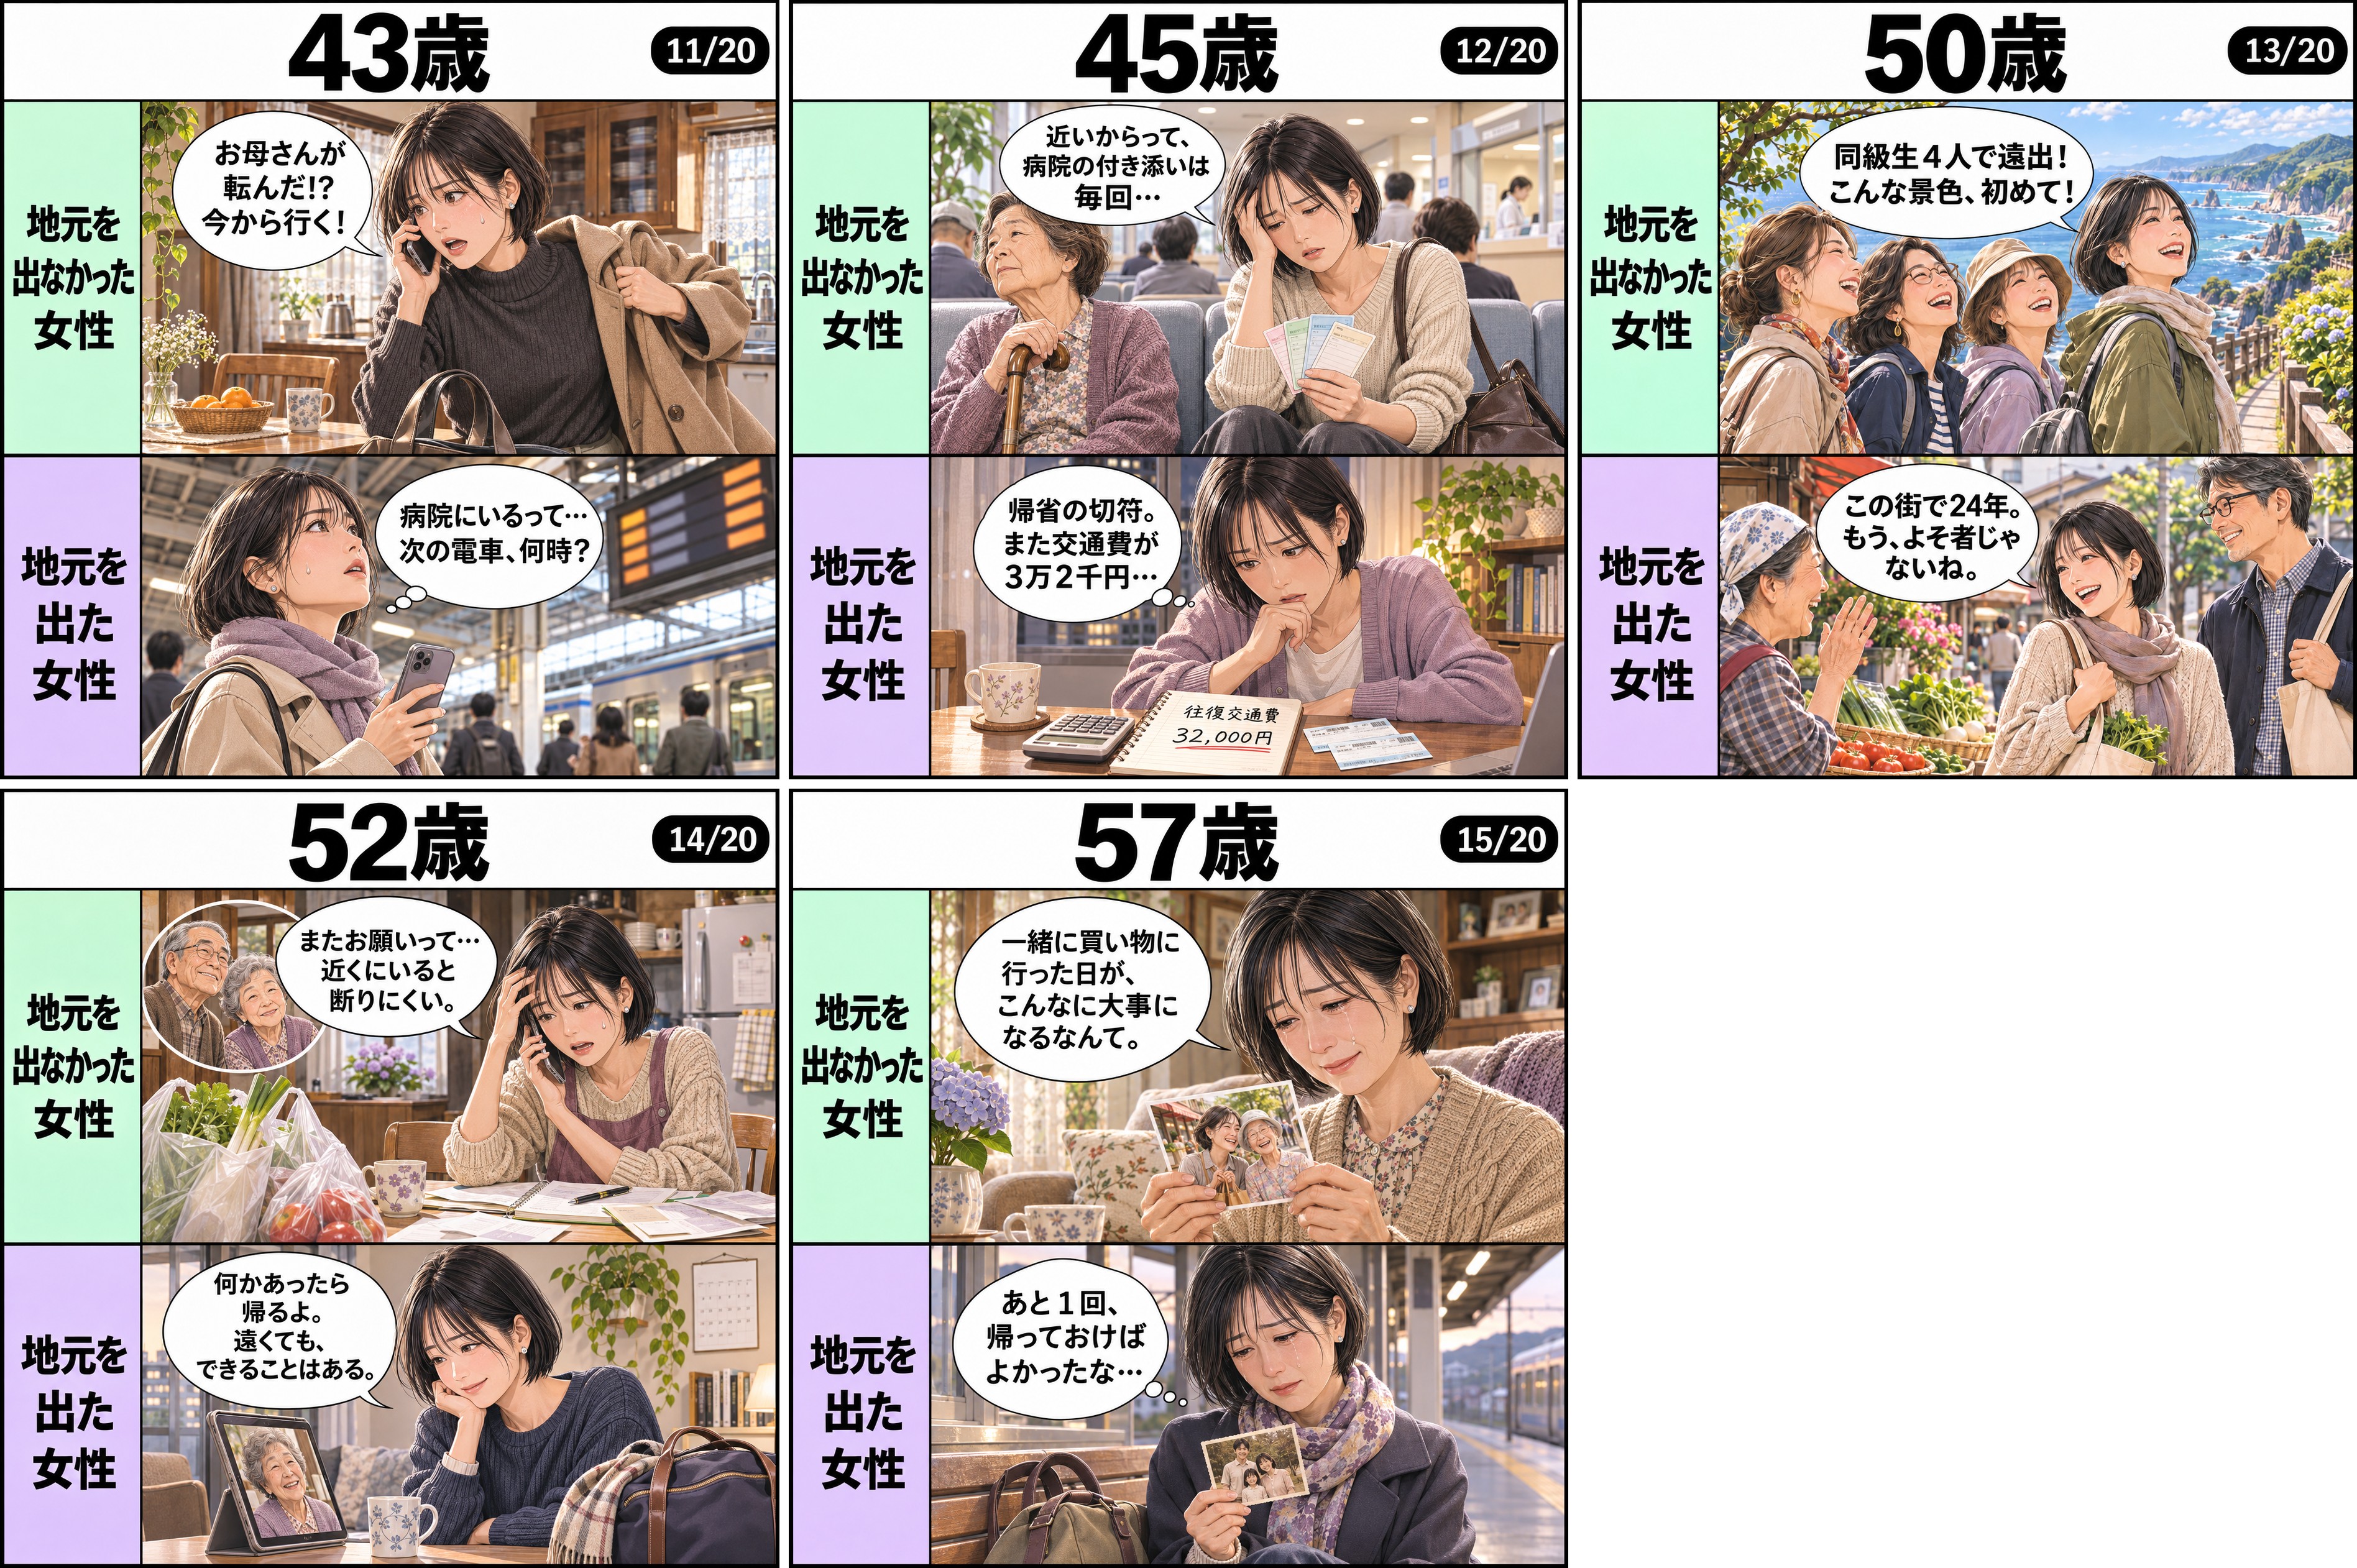 43歳
11/20
地元を
出なかった
女性
お母さんが
転んだ!?
今から行く!
地元を
出た
女性
病院にいるって…
次の電車、何時?
45歳
12/20
地元を
出なかった
女性
近いからって、
病院の付き添いは
毎回…
地元を
出た
女性
帰省の切符。
また交通費が
3万2千円…
往復交通費
32,000円
50歳
13/20
地元を
出なかった
女性
同級生4人で遠出!
こんな景色、初めて!
地元を
出た
女性
この街で24年。
もう、よそ者じゃ
ないね。
52歳
14/20
地元を
出なかった
女性
またお願いって…
近くにいると
断りにくい。
地元を
出た
女性
何かあったら
帰るよ。
遠くても、
できることはある。
57歳
15/20
地元を
出なかった
女性
一緒に買い物に
行った日が、
こんなに大事に
なるなんて。
地元を
出た
女性
あと1回、
帰っておけば
よかったな…